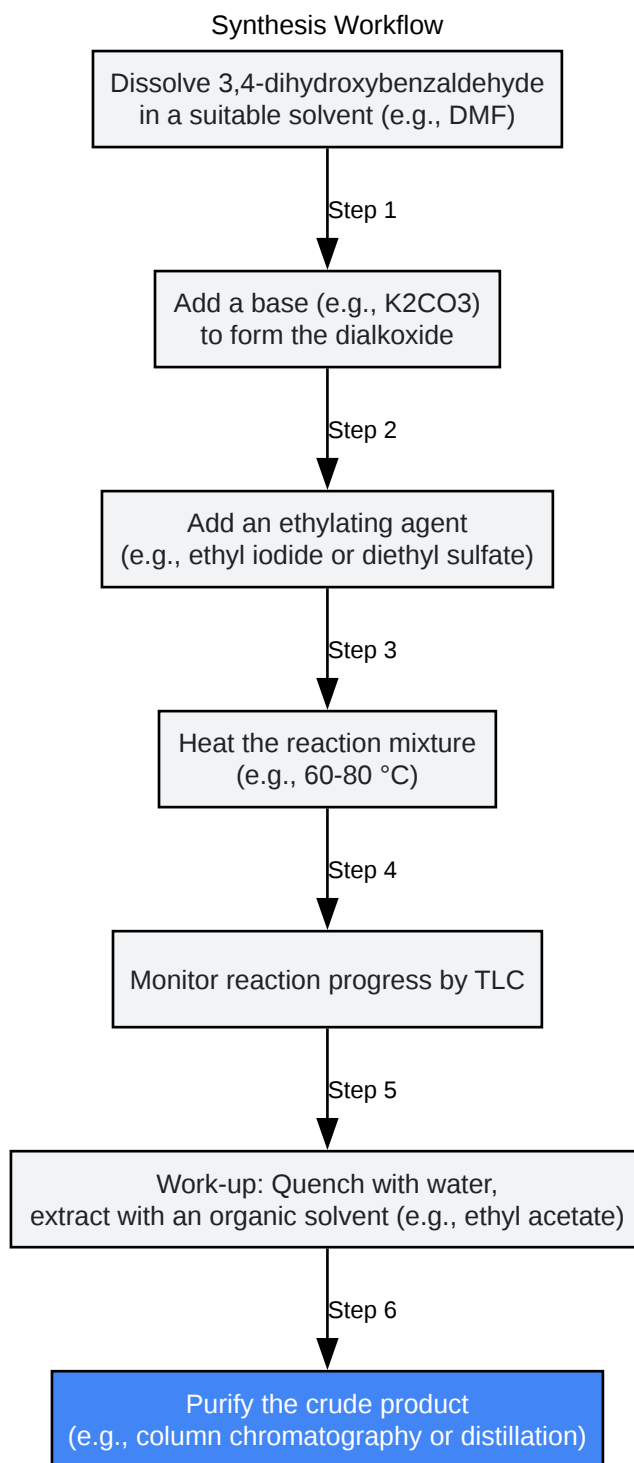 Synthesis Workflow
Dissolve 3,4-dihydroxybenzaldehyde
in a suitable solvent (e.g., DMF)
Step 1
Add a base (e.g., K2CO3)
to form the dialkoxide
Step 2
Add an ethylating agent
(e.g., ethyl iodide or diethyl sulfate)
Step 3
Heat the reaction mixture
(e.g., 60-80 °C)
Step 4
Monitor reaction progress by TLC
Step 5
Work-up: Quench with water,
extract with an organic solvent (e.g., ethyl acetate)
Step 6
Purify the crude product
(e.g., column chromatography or distillation)